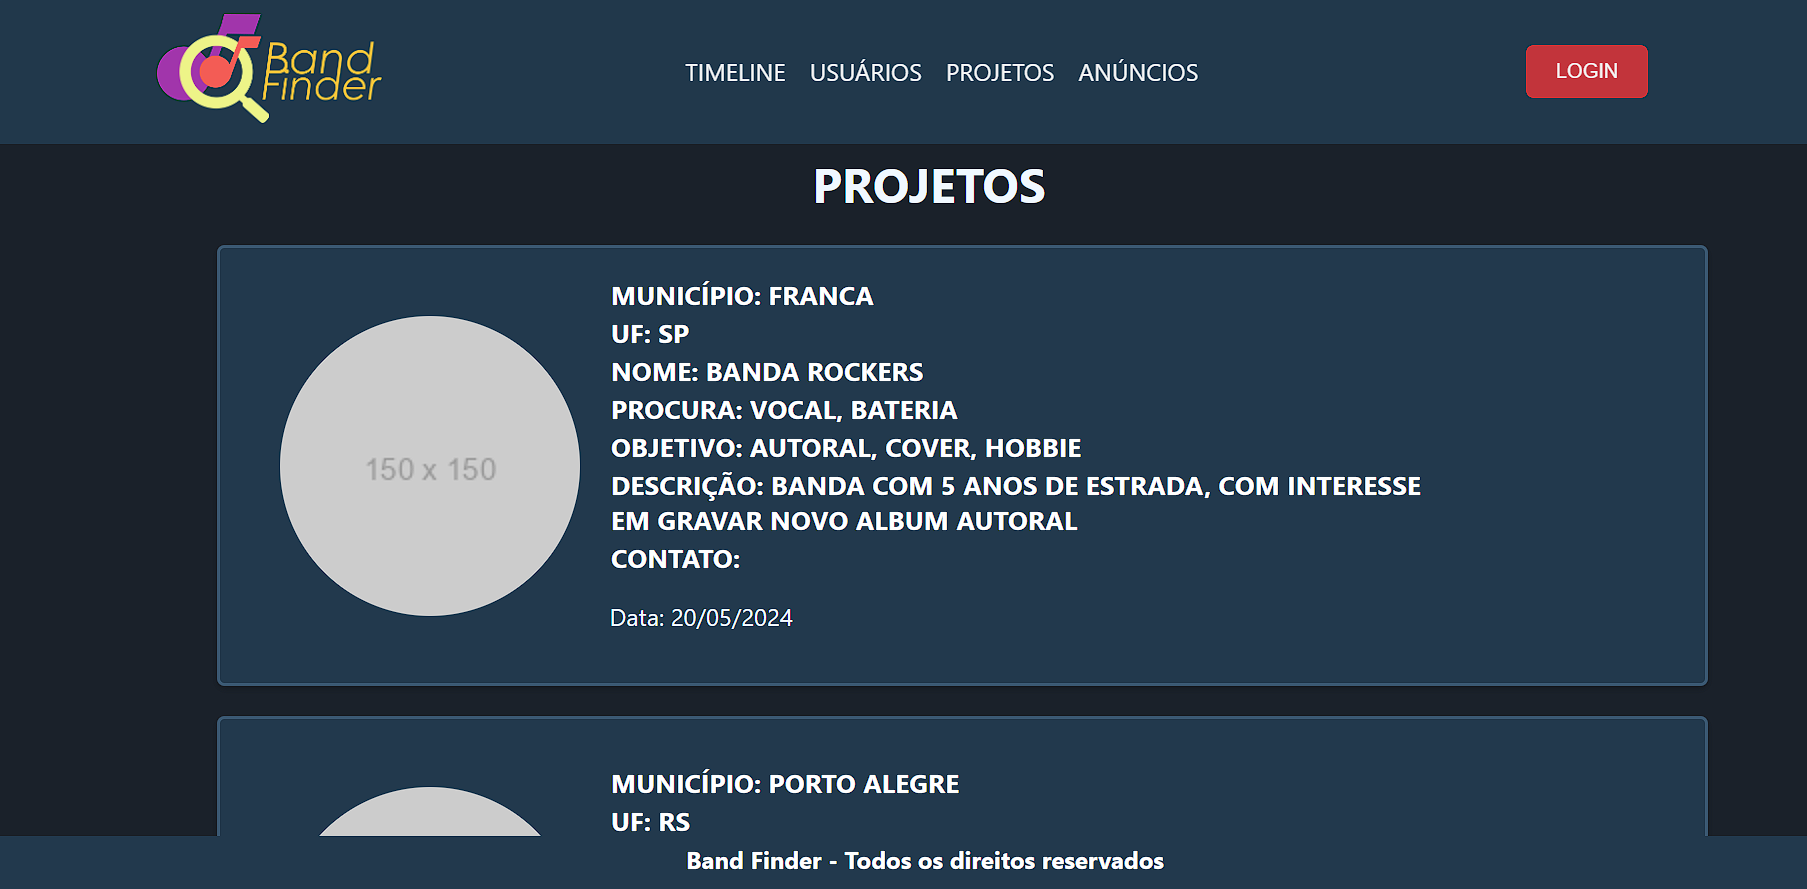 Band
Finder
TIMELINE USUÁRIOS PROJETOS ANÚNCIOS
LOGIN
PROJETOS
150 x 150
MUNICÍPIO: FRANCA
UF: SP
NOME: BANDA ROCKERS
PROCURA: VOCAL, BATERIA
OBJETIVO: AUTORAL, COVER, HOBBIE
DESCRIÇÃO: BANDA COM 5 ANOS DE ESTRADA, COM INTERESSE
EM GRAVAR NOVO ALBUM AUTORAL
CONTATO:
Data: 20/05/2024
MUNICÍPIO: PORTO ALEGRE
UF: RS
Band Finder - Todos os direitos reservados